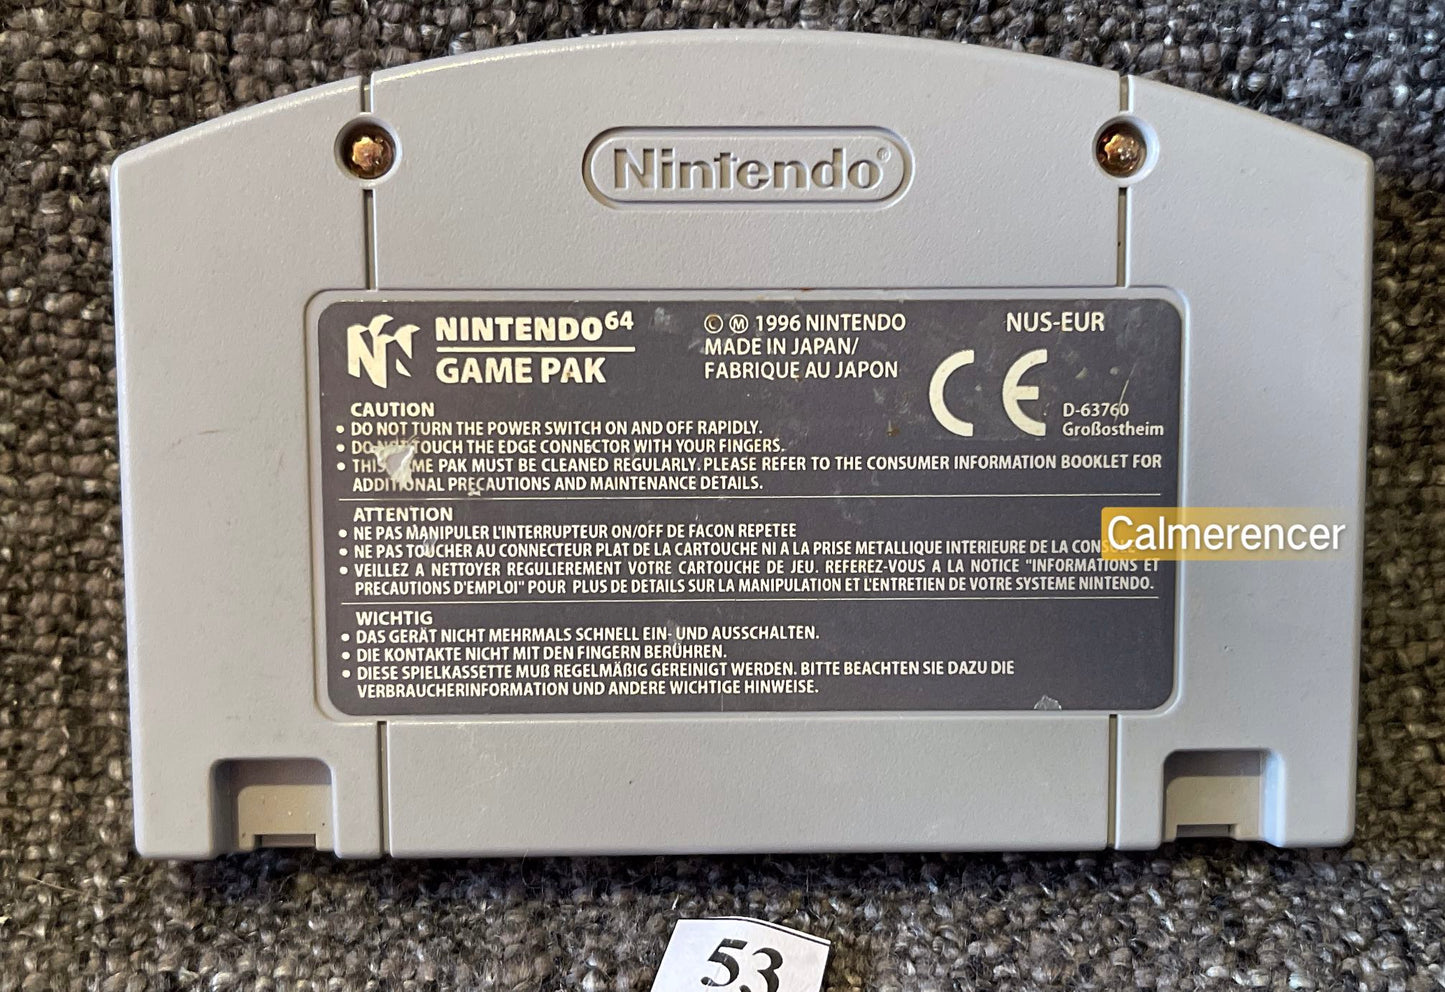 Nintendo®
NINTENDO64
GAME PAK
© Ⓜ 1996 NINTENDO
MADE IN JAPAN/
FABRIQUE AU JAPON
NUS-EUR
CE
D-63760
Großostheim
CAUTION
• DO NOT TURN THE POWER SWITCH ON AND OFF RAPIDLY.
• DO NOT TOUCH THE EDGE CONNECTOR WITH YOUR FINGERS.
• THIS GAME PAK MUST BE CLEANED REGULARLY. PLEASE REFER TO THE CONSUMER INFORMATION BOOKLET FOR
ADDITIONAL PRECAUTIONS AND MAINTENANCE DETAILS.
ATTENTION
• NE PAS MANIPULER L'INTERRUPTEUR ON/OFF DE FACON REPETEE
• NE PAS TOUCHER AU CONNECTEUR PLAT DE LA CARTOUCHE NI A LA PRISE METALLIQUE INTERIEURE DE LA CONSOLE
• VEILLEZ A NETTOYER REGULIEREMENT VOTRE CARTOUCHE DE JEU. REFEREZ-VOUS A LA NOTICE "INFORMATIONS ET
PRECAUTIONS D'EMPLOI" POUR PLUS DE DETAILS SUR LA MANIPULATION ET L'ENTRETIEN DE VOTRE SYSTEME NINTENDO.
Calmerencer
WICHTIG
• DAS GERÄT NICHT MEHRMALS SCHNELL EIN- UND AUSSCHALTEN.
• DIE KONTAKTE NICHT MIT DEN FINGERN BERÜHREN.
• DIESE SPIELKASSETTE MUß REGELMÄßIG GEREINIGT WERDEN. BITTE BEACHTEN SIE DAZU DIE
VERBRAUCHERINFORMATION UND ANDERE WICHTIGE HINWEISE.
53